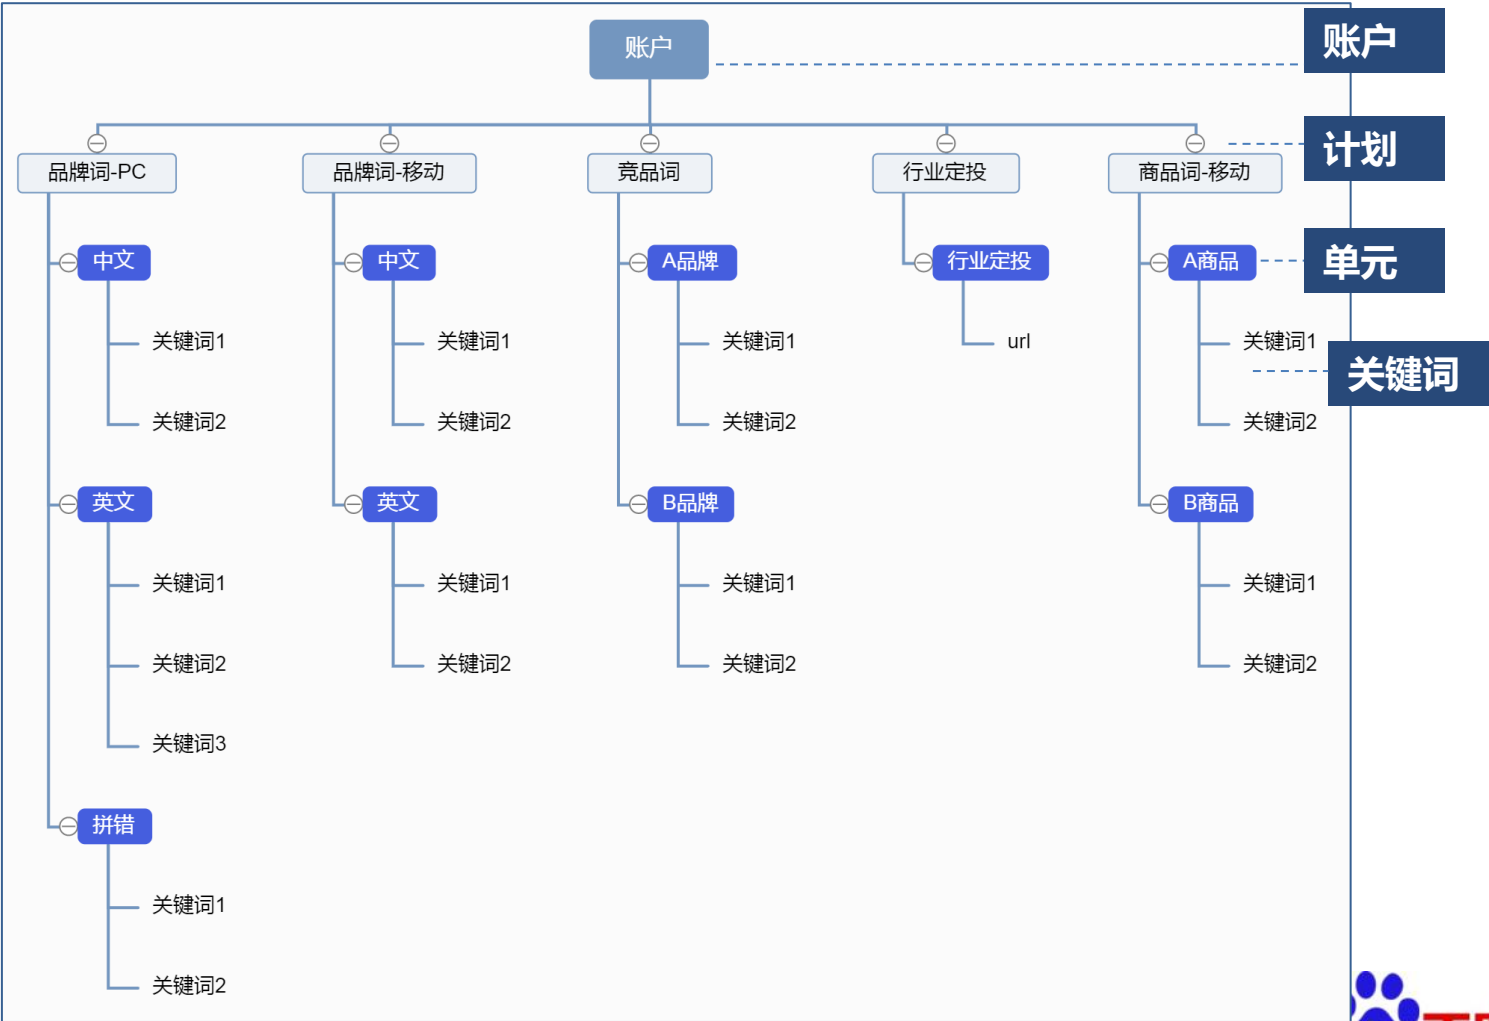 账户
账户
计划
品牌词-PC
品牌词-移动
竞品词
行业定投
商品词-移动
中文
中文
A品牌
行业定投
A商品
单元
关键词1
关键词1
关键词1
url
关键词1
关键词
关键词2
关键词2
关键词2
关键词2
英文
英文
B品牌
B商品
关键词1
关键词1
关键词1
关键词1
关键词2
关键词2
关键词2
关键词2
关键词3
拼错
关键词1
关键词2